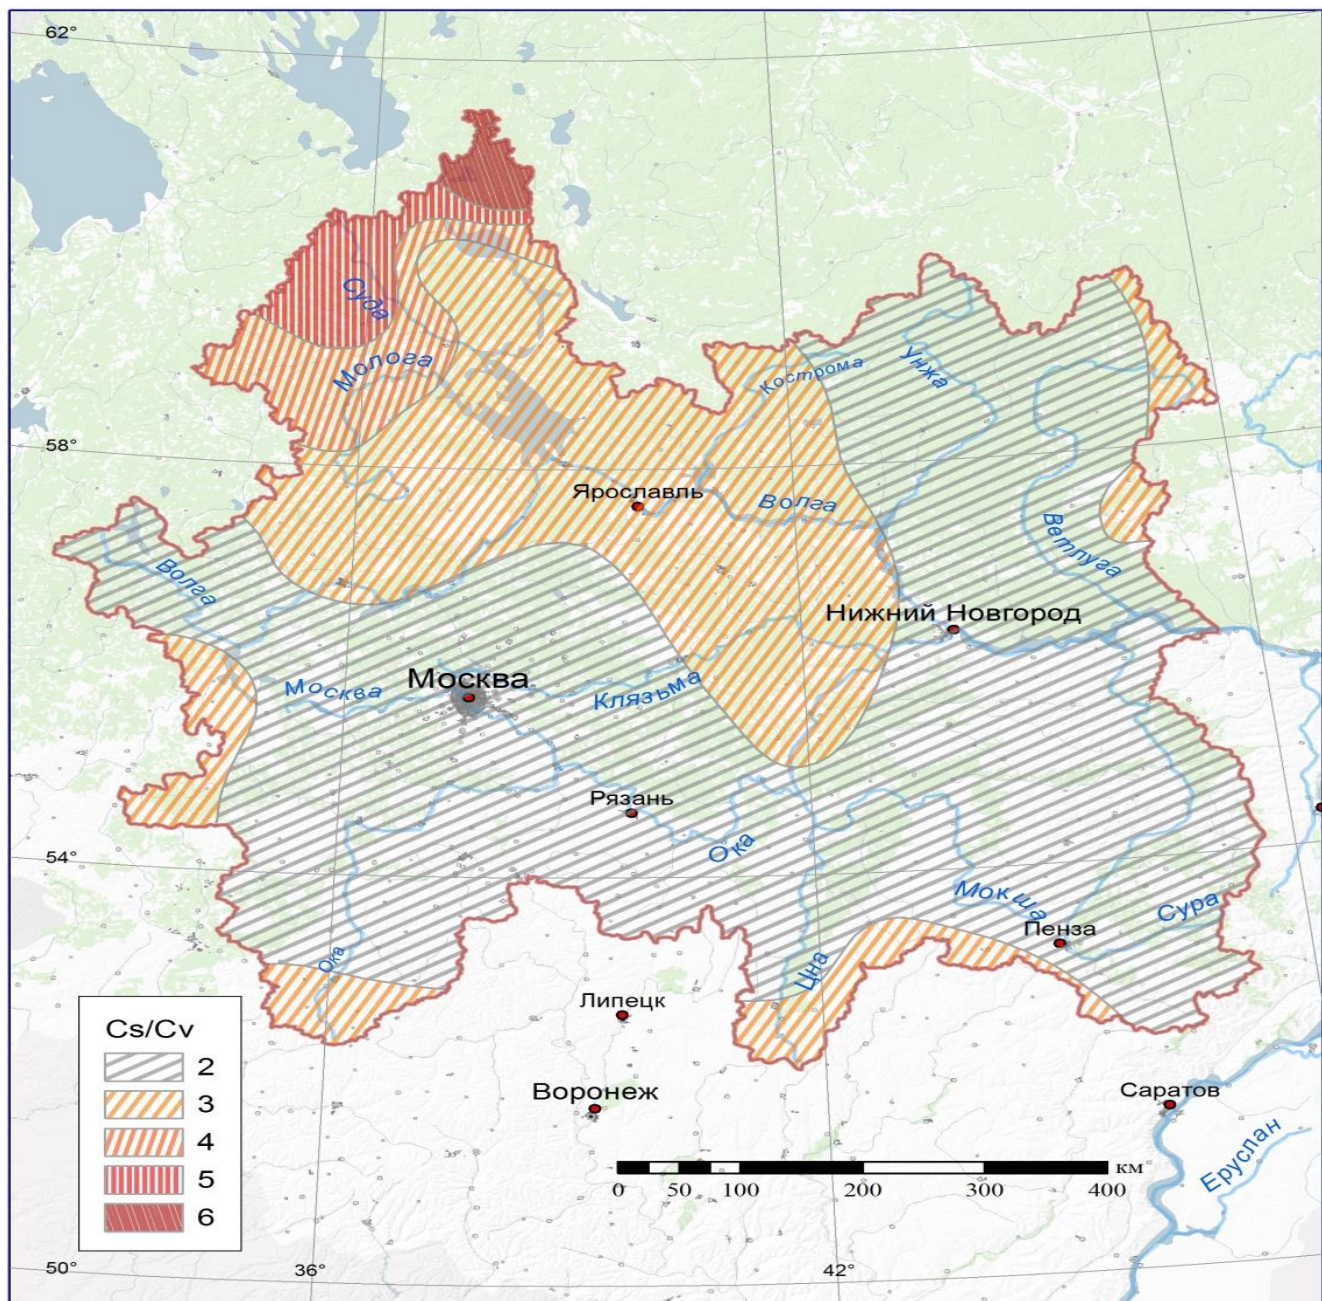 62°
Суда
Молога
Кострома
Унжа
58°
Ярославль
Волга
Ветлуга
Волга
Нижний Новгород
Москва
Москва
Клязьма
Рязань
Ока
54°
Мокша
Сура
Пенза
Ока
Цна
Липецк
Cs/Cv
2
3
4
5
6
Воронеж
Саратов
Еруслан
км
0 50 100 200 300 400
50°
36°
42°